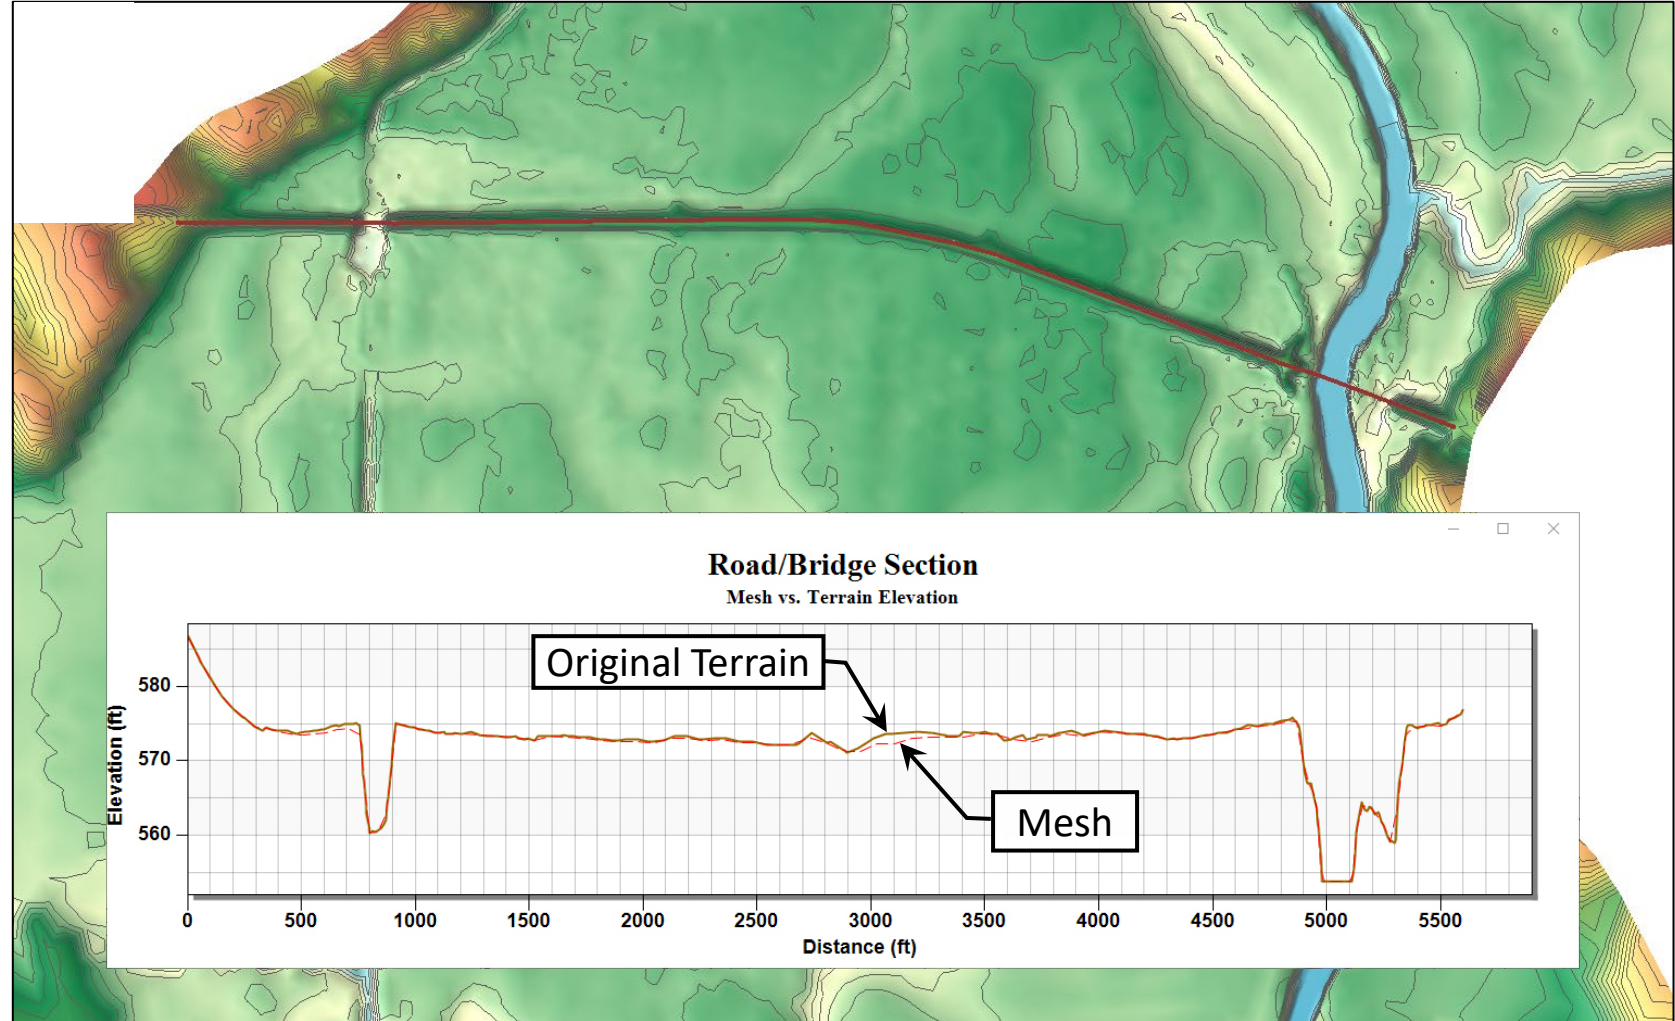 Road/Bridge Section
Mesh vs. Terrain Elevation
Original Terrain
Mesh
Elevation (ft)
580
570
560
0 500 1000 1500 2000 2500 3000 3500 4000 4500 5000 5500
Distance (ft)